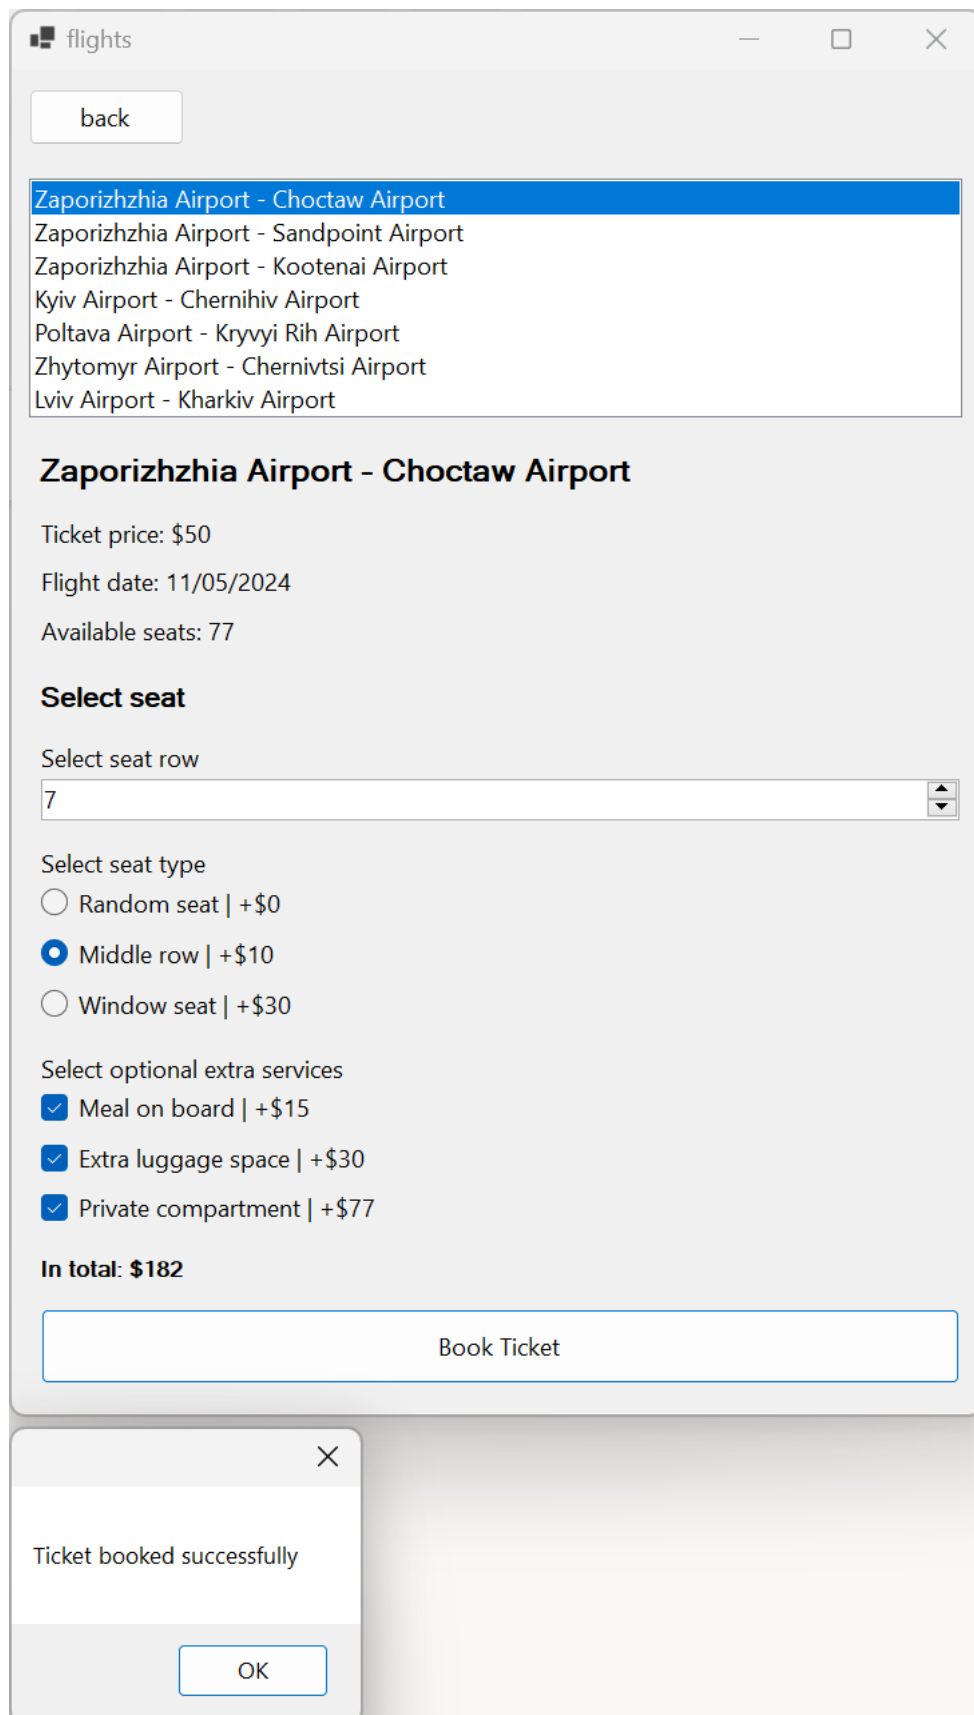 flights
back
Zaporizhzhia Airport - Choctaw Airport
Zaporizhzhia Airport - Sandpoint Airport
Zaporizhzhia Airport - Kootenai Airport
Kyiv Airport - Chernihiv Airport
Poltava Airport - Kryvyi Rih Airport
Zhytomyr Airport - Chernivtsi Airport
Lviv Airport - Kharkiv Airport
Zaporizhzhia Airport - Choctaw Airport
Ticket price: $50
Flight date: 11/05/2024
Available seats: 77
Select seat
Select seat row
7
Select seat type
Random seat | +$0
Middle row | +$10
Window seat | +$30
Select optional extra services
Meal on board | +$15
Extra luggage space | +$30
Private compartment | +$77
In total: $182
Book Ticket
Ticket booked successfully
OK